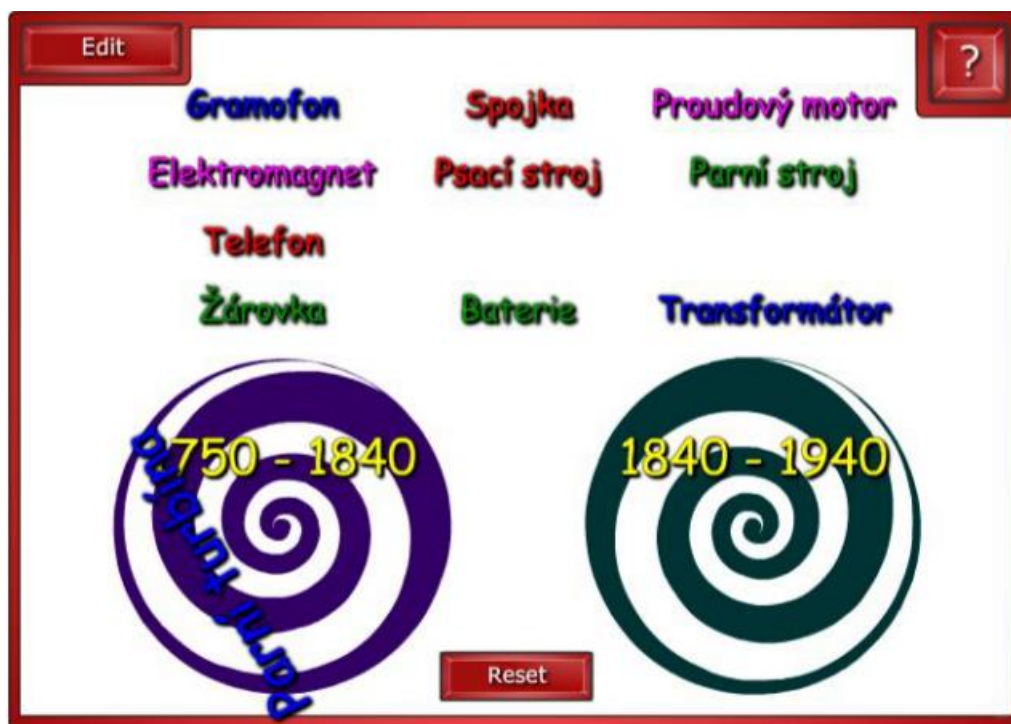 Edit
?
Gramofon Spojka Proudový motor
Elektromagnet Psací stroj Parní stroj
Telefon
Žárovka Baterie Transformátor
750 - 1840 1840 - 1940
Parní turbína
Reset